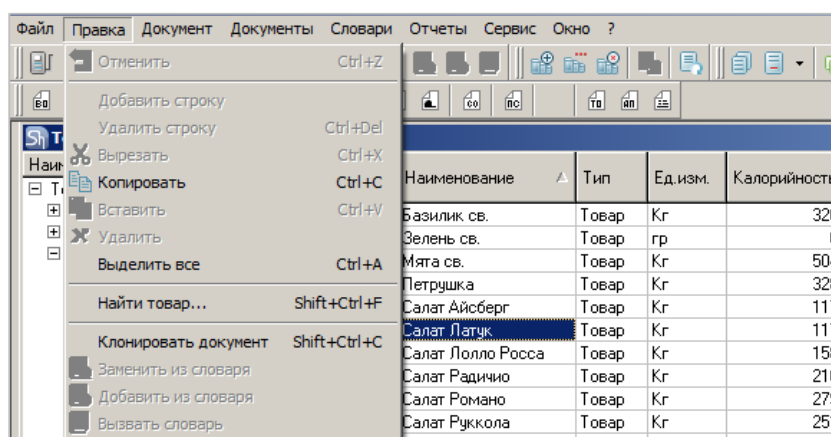 Файл Правка Документ Документы Словари Отчеты Сервис Окно ?
Отменить Ctrl+Z
Добавить строку
Удалить строку Ctrl+Del
Вырезать Ctrl+X
Копировать Ctrl+C
Вставить Ctrl+V
Удалить
Выделить все Ctrl+A
Найти товар... Shift+Ctrl+F
Клонировать документ Shift+Ctrl+C
Заменить из словаря
Добавить из словаря
Вызвать словарь
Наименование Тип Ед.изм. Калорийност
Базилик св. Товар Кг
Зелень св. Товар гр
Мята св. Товар Кг
Петрушка Товар Кг
Салат Айсберг Товар Кг
Салат Латук Товар Кг
Салат Лолло Росса Товар Кг
Салат Радичио Товар Кг
Салат Романо Товар Кг
Салат Руккола Товар Кг